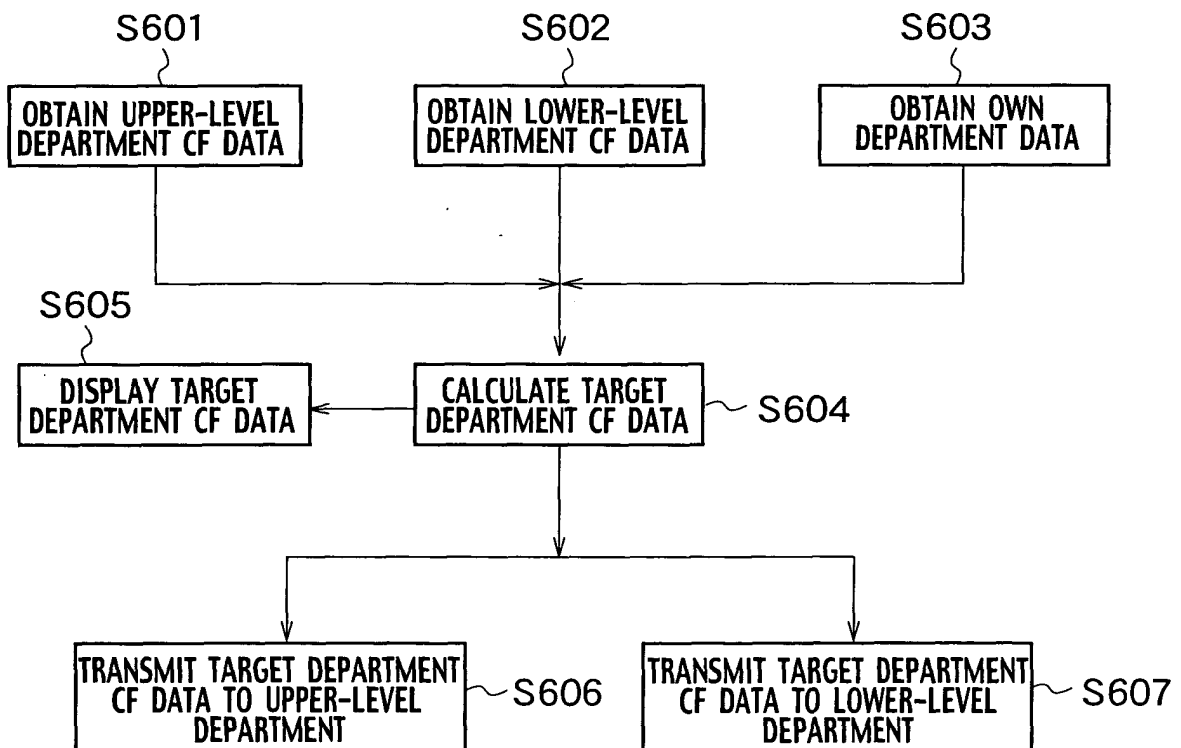 S601
S602
S603
OBTAIN UPPER-LEVEL
DEPARTMENT CF DATA
OBTAIN LOWER-LEVEL
DEPARTMENT CF DATA
OBTAIN OWN
DEPARTMENT DATA
S605
DISPLAY TARGET
DEPARTMENT CF DATA
CALCULATE TARGET
DEPARTMENT CF DATA
S604
TRANSMIT TARGET DEPARTMENT
CF DATA TO UPPER-LEVEL
DEPARTMENT
S606
TRANSMIT TARGET DEPARTMENT
CF DATA TO LOWER-LEVEL
DEPARTMENT
S607